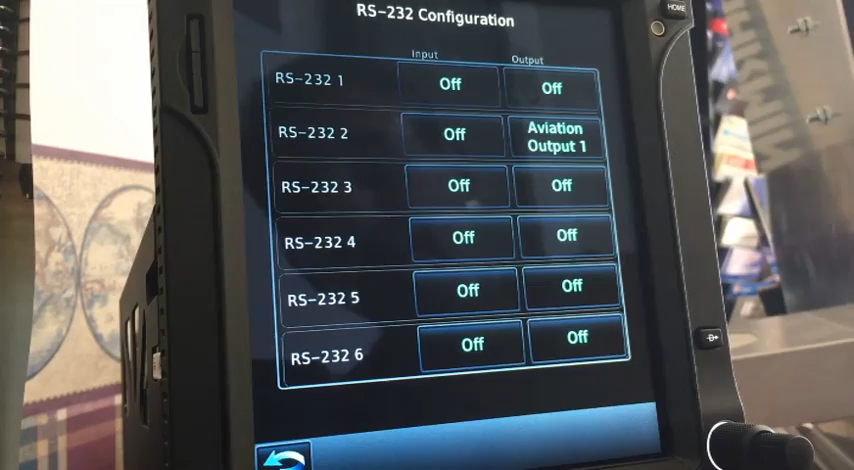 HOME
RS-232 Configuration
Input Output
RS-232 1 Off Off
RS-232 2 Off Aviation
Output 1
RS-232 3 Off Off
RS-232 4 Off Off
RS-232 5 Off Off
RS-232 6 Off Off